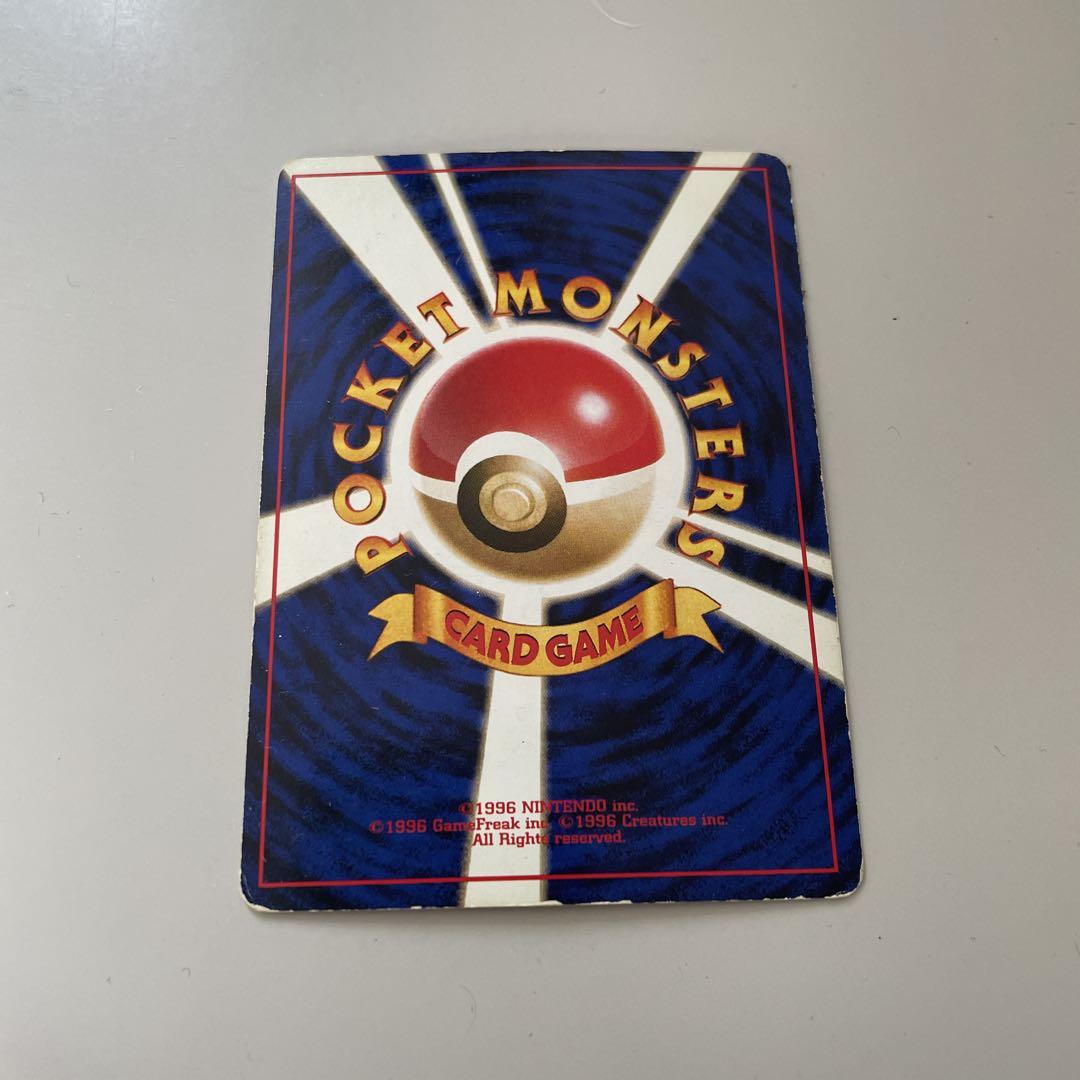 POCKET MONSTERS
CARD GAME
©1996 NINTENDO inc.
©1996 GameFreak inc. ©1996 Creatures inc.
All Rights reserved.